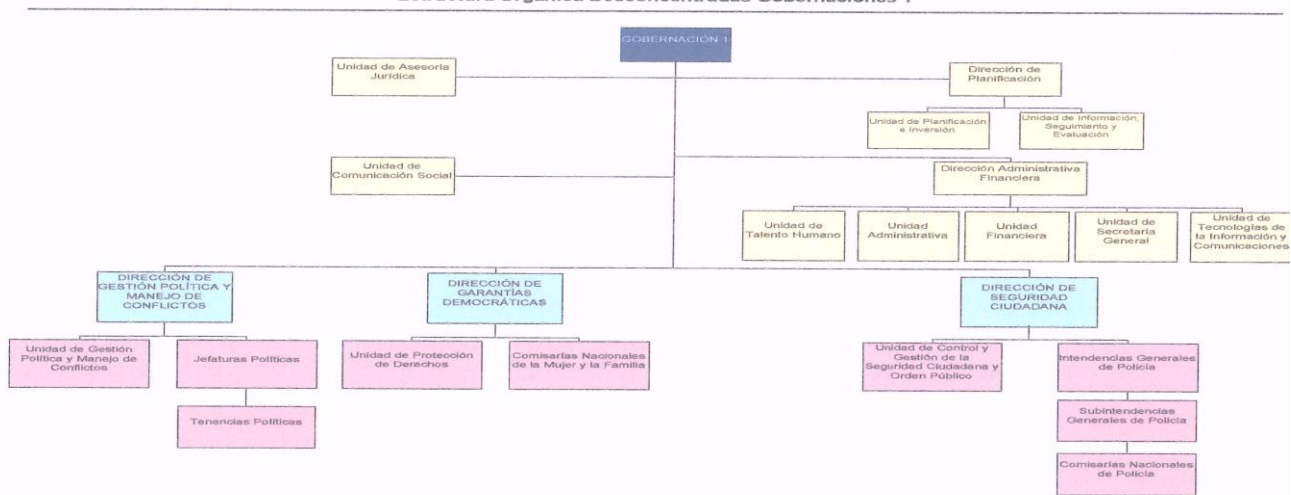 GOBERNACIÓN 1
Unidad de Asesoría
Jurídica
Dirección de
Planificación
Unidad de Planificación
e Inversión
Unidad de Información,
Seguimiento y
Evaluación
Unidad de
Comunicación Social
Dirección Administrativa
Financiera
Unidad de
Talento Humano
Unidad
Administrativa
Unidad
Financiera
Unidad de
Secretaría
General
Unidad de
Tecnologías de
la Información y
Comunicaciones
DIRECCIÓN DE
GESTIÓN POLÍTICA Y
MANEJO DE
CONFLICTOS
DIRECCIÓN DE
GARANTÍAS
DEMOCRÁTICAS
DIRECCIÓN DE
SEGURIDAD
CIUDADANA
Unidad de Gestión
Política y Manejo de
Conflictos
Jefaturas Políticas
Tenencias Políticas
Unidad de Protección
de Derechos
Comisarías Nacionales
de la Mujer y la Familia
Unidad de Control y
Gestión de la
Seguridad Ciudadana y
Orden Público
Intendencias Generales
de Policía
Subintendencias
Generales de Policía
Comisarías Nacionales
de Policía